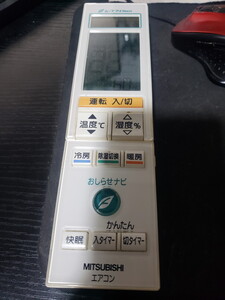 運転 入/切
▲ ▲
温度℃ 湿度%
▼ ▼
冷房 除湿切換 暖房
おしらせナビ
かんたん
快眠 入タイマー 切タイマー
MITSUBISHI
エアコン